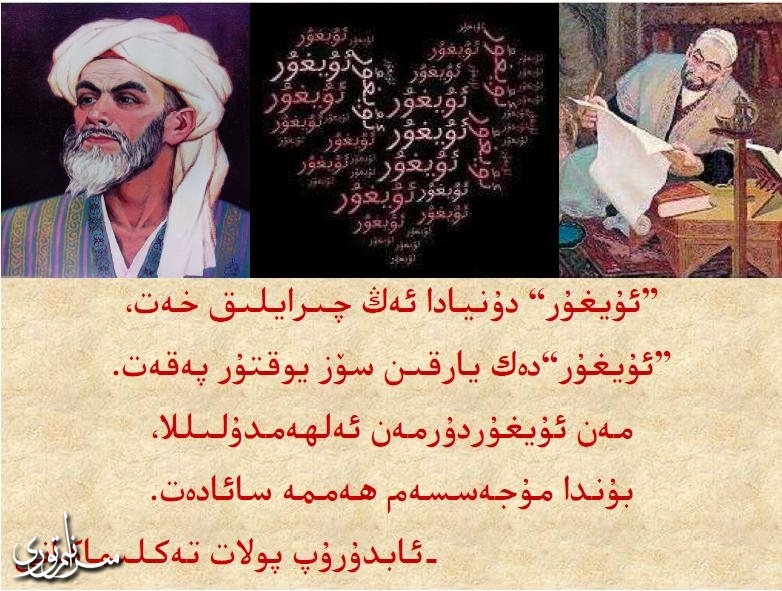 ئۇيغۇر
”ئۇيغۇر“ دۇنيادا ئەڭ چىرايلىق خەت،
”ئۇيغۇر“دەك يارقىن سۆز يوقتۇر پەقەت.
مەن ئۇيغۇردۇرمەن ئەلھەمدۇلىللا،
بۇندا مۇجەسسەم ھەممە سائادەت.
-ئابدۇرۇپ پولات